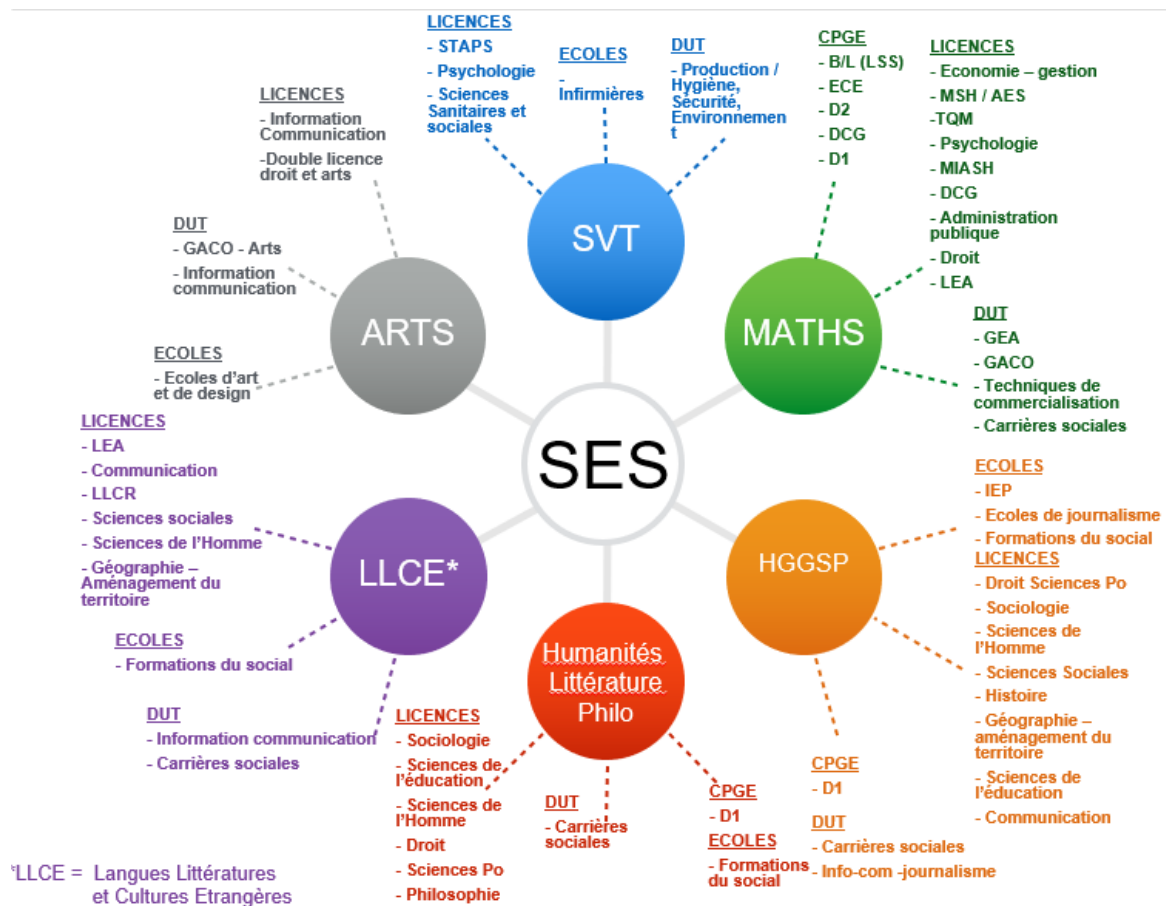 LICENCES
- STAPS
- Psychologie
- Sciences
Sanitaires et
sociales
ECOLES
-
Infirmières
DUT
- Production /
Hygiène,
Sécurité,
Environnemen
t
SVT
CPGE
- B/L (LSS)
- ECE
- D2
- DCG
- D1
LICENCES
- Economie – gestion
- MSH / AES
-TQM
- Psychologie
- MIASH
- DCG
- Administration
publique
- Droit
- LEA
DUT
- GEA
- GACO
- Techniques de
commercialisation
- Carrières sociales
MATHS
LICENCES
- Information
Communication
-Double licence
droit et arts
DUT
- GACO - Arts
- Information
communication
ECOLES
- Ecoles d’art
et de design
ARTS
SES
LICENCES
- LEA
- Communication
- LLCR
- Sciences sociales
- Sciences de l’Homme
- Géographie –
Aménagement du
territoire
ECOLES
- Formations du social
DUT
- Information communication
- Carrières sociales
LLCE*
ECOLES
- IEP
- Ecoles de journalisme
- Formations du social
LICENCES
- Droit Sciences Po
- Sociologie
- Sciences de
l’Homme
- Sciences Sociales
- Histoire
- Géographie –
aménagement du
territoire
- Sciences de
l’éducation
- Communication
CPGE
- D1
DUT
- Carrières sociales
- Info-com -journalisme
HGGSP
Humanités
Littérature
Philo
LICENCES
- Sociologie
- Sciences de
l’éducation
- Sciences de
l’Homme
- Droit
- Sciences Po
- Philosophie
DUT
- Carrières
sociales
CPGE
- D1
ECOLES
- Formations
du social
*LLCE = Langues Littératures
et Cultures Etrangères